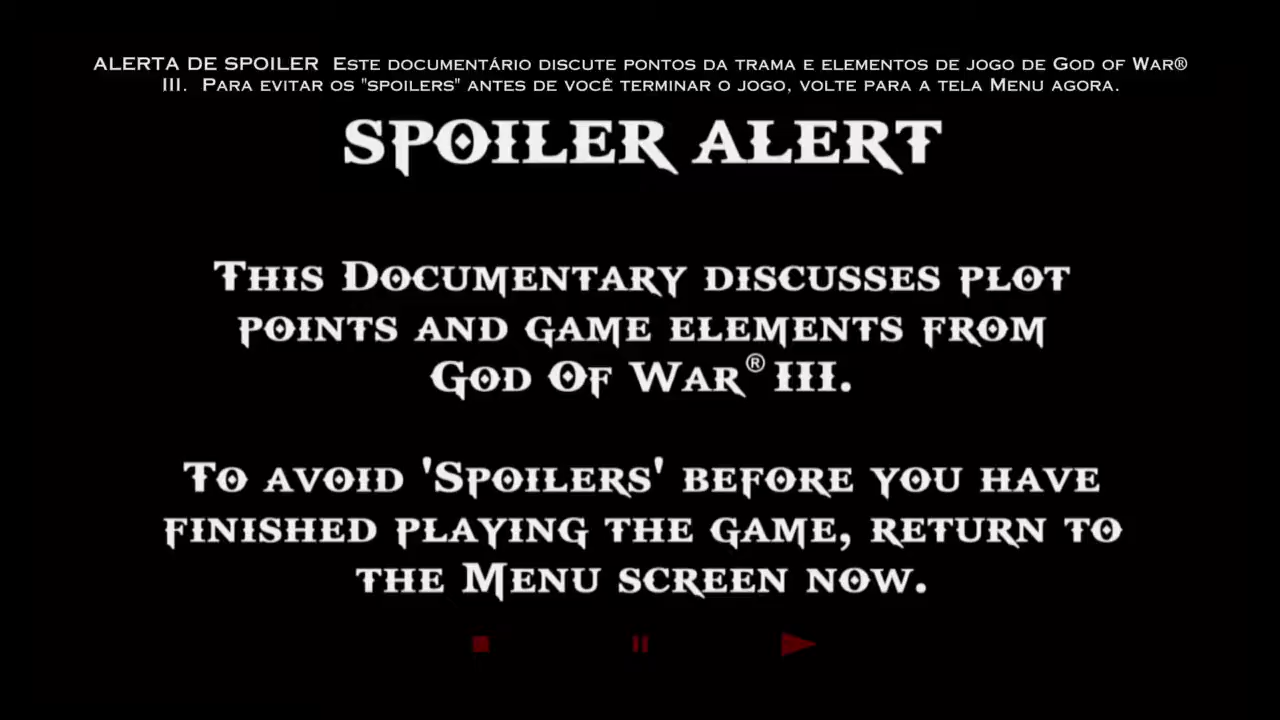 ALERTA DE SPOILER ESTE DOCUMENTÁRIO DISCUTE PONTOS DA TRAMA E ELEMENTOS DE JOGO DE GOD OF WAR®
III. PARA EVITAR OS "SPOILERS" ANTES DE VOCÊ TERMINAR O JOGO, VOLTE PARA A TELA MENU AGORA.
SPOILER ALERT
THIS DOCUMENTARY DISCUSSES PLOT
POINTS AND GAME ELEMENTS FROM
GOD OF WAR® III.
TO AVOID 'SPOILERS' BEFORE YOU HAVE
FINISHED PLAYING THE GAME, RETURN TO
THE MENU SCREEN NOW.